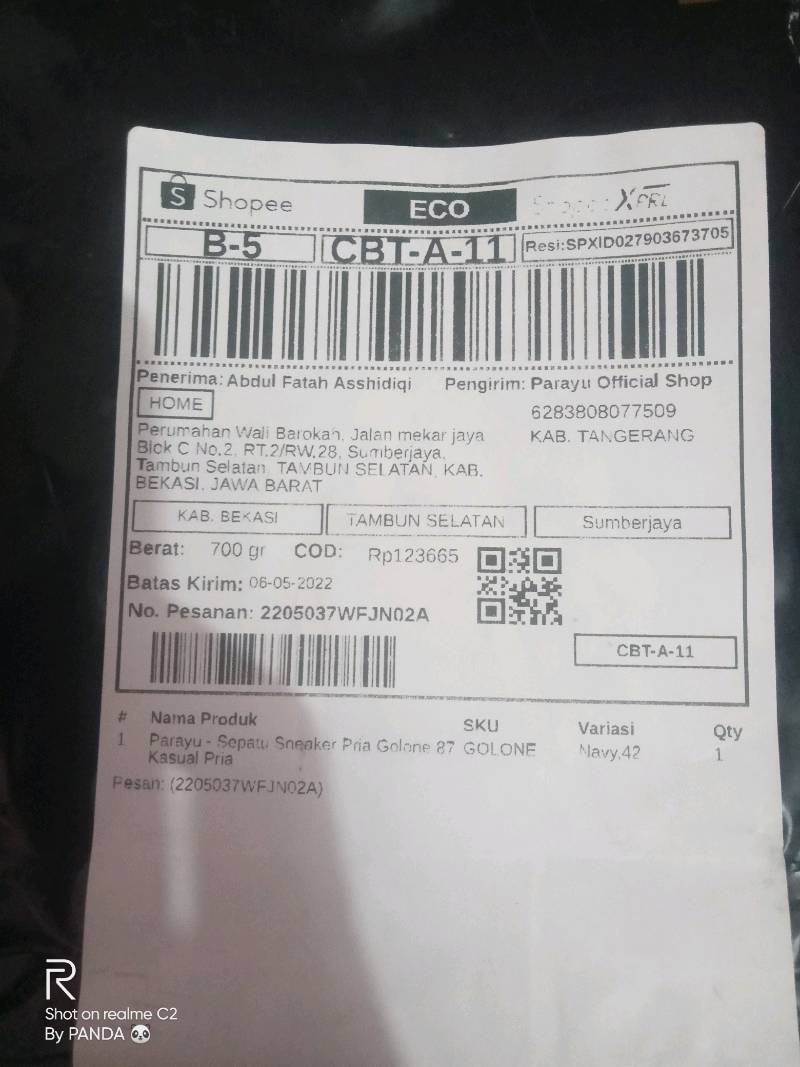 Shopee
ECO
B-5
CBT-A-11
Resi:SPXID027903673705
Penerima: Abdul Fatah Asshidiqi
Pengirim: Parayu Official Shop
HOME
6283808077509
Perumahan Wali Barokah, Jalan mekar jaya
KAB. TANGERANG
Blok C No.2, RT.2/RW.28, Sumberjaya,
Tambun Selatan, TAMBUN SELATAN, KAB.
BEKASI, JAWA BARAT
KAB. BEKASI
TAMBUN SELATAN
Sumberjaya
Berat: 700 gr COD: Rp123665
Batas Kirim: 06-05-2022
No. Pesanan: 2205037WFJN02A
CBT-A-11
# Nama Produk SKU Variasi Qty
1 Parayu - Sepatu Sneaker Pria Golone 87 GOLONE Navy,42 1
Kasual Pria
Pesan: (2205037WFJN02A)
R
Shot on realme C2
By PANDA